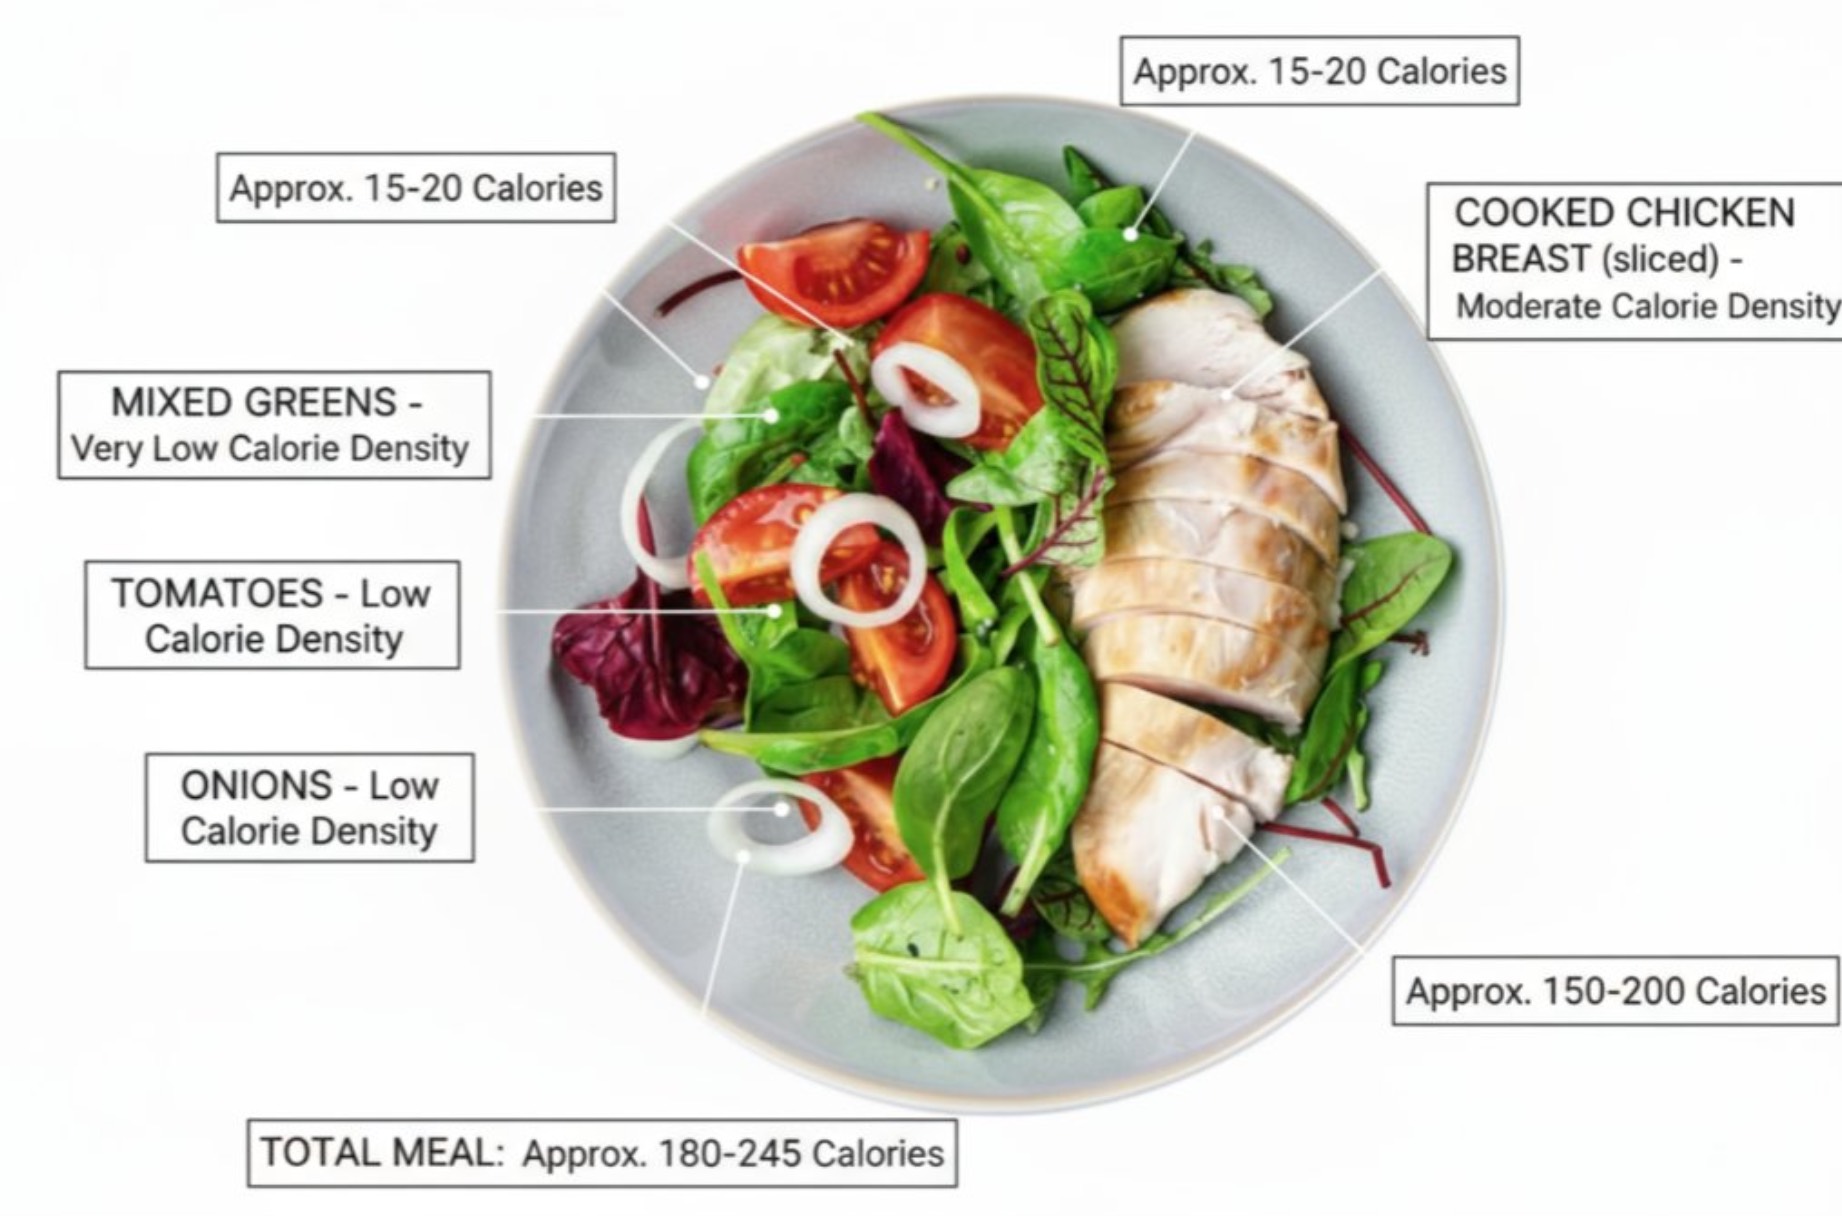 Approx. 15-20 Calories
Approx. 15-20 Calories
COOKED CHICKEN
BREAST (sliced) -
Moderate Calorie Density
MIXED GREENS -
Very Low Calorie Density
TOMATOES - Low
Calorie Density
ONIONS - Low
Calorie Density
Approx. 150-200 Calories
TOTAL MEAL: Approx. 180-245 Calories